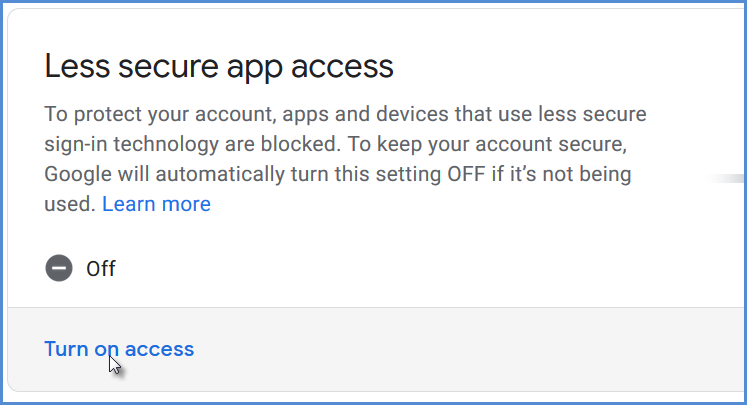 Less secure app access
To protect your account, apps and devices that use less secure
sign-in technology are blocked. To keep your account secure,
Google will automatically turn this setting OFF if it’s not being
used. Learn more
Off
Turn on access